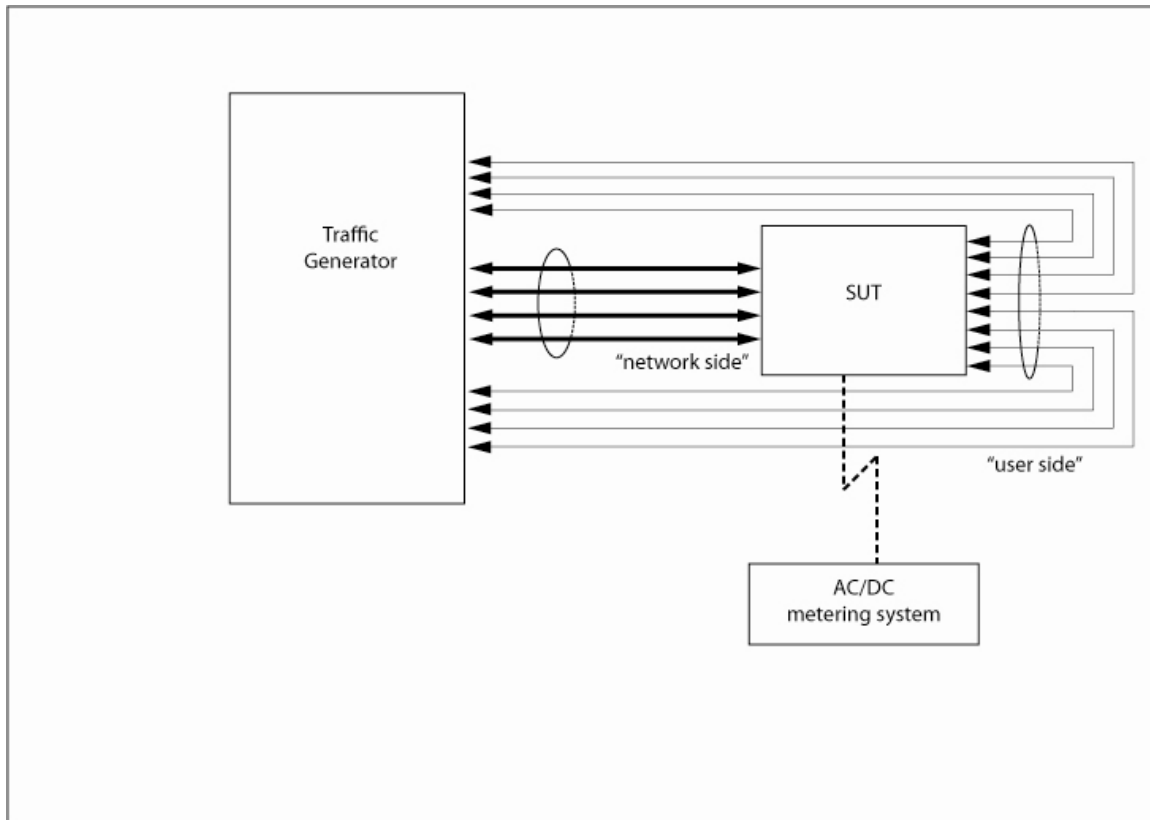 Traffic
Generator
SUT
“network side”
“user side”
AC/DC
metering system